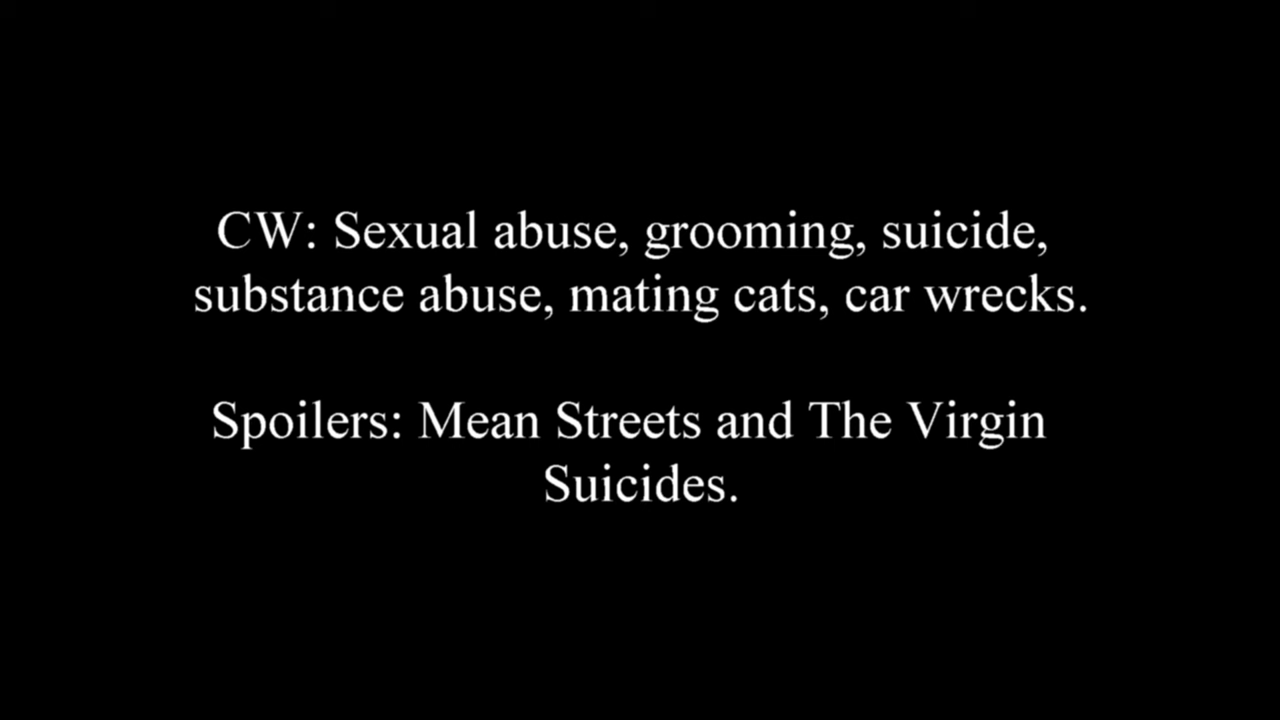 CW: Sexual abuse, grooming, suicide,
substance abuse, mating cats, car wrecks.
Spoilers: Mean Streets and The Virgin
Suicides.